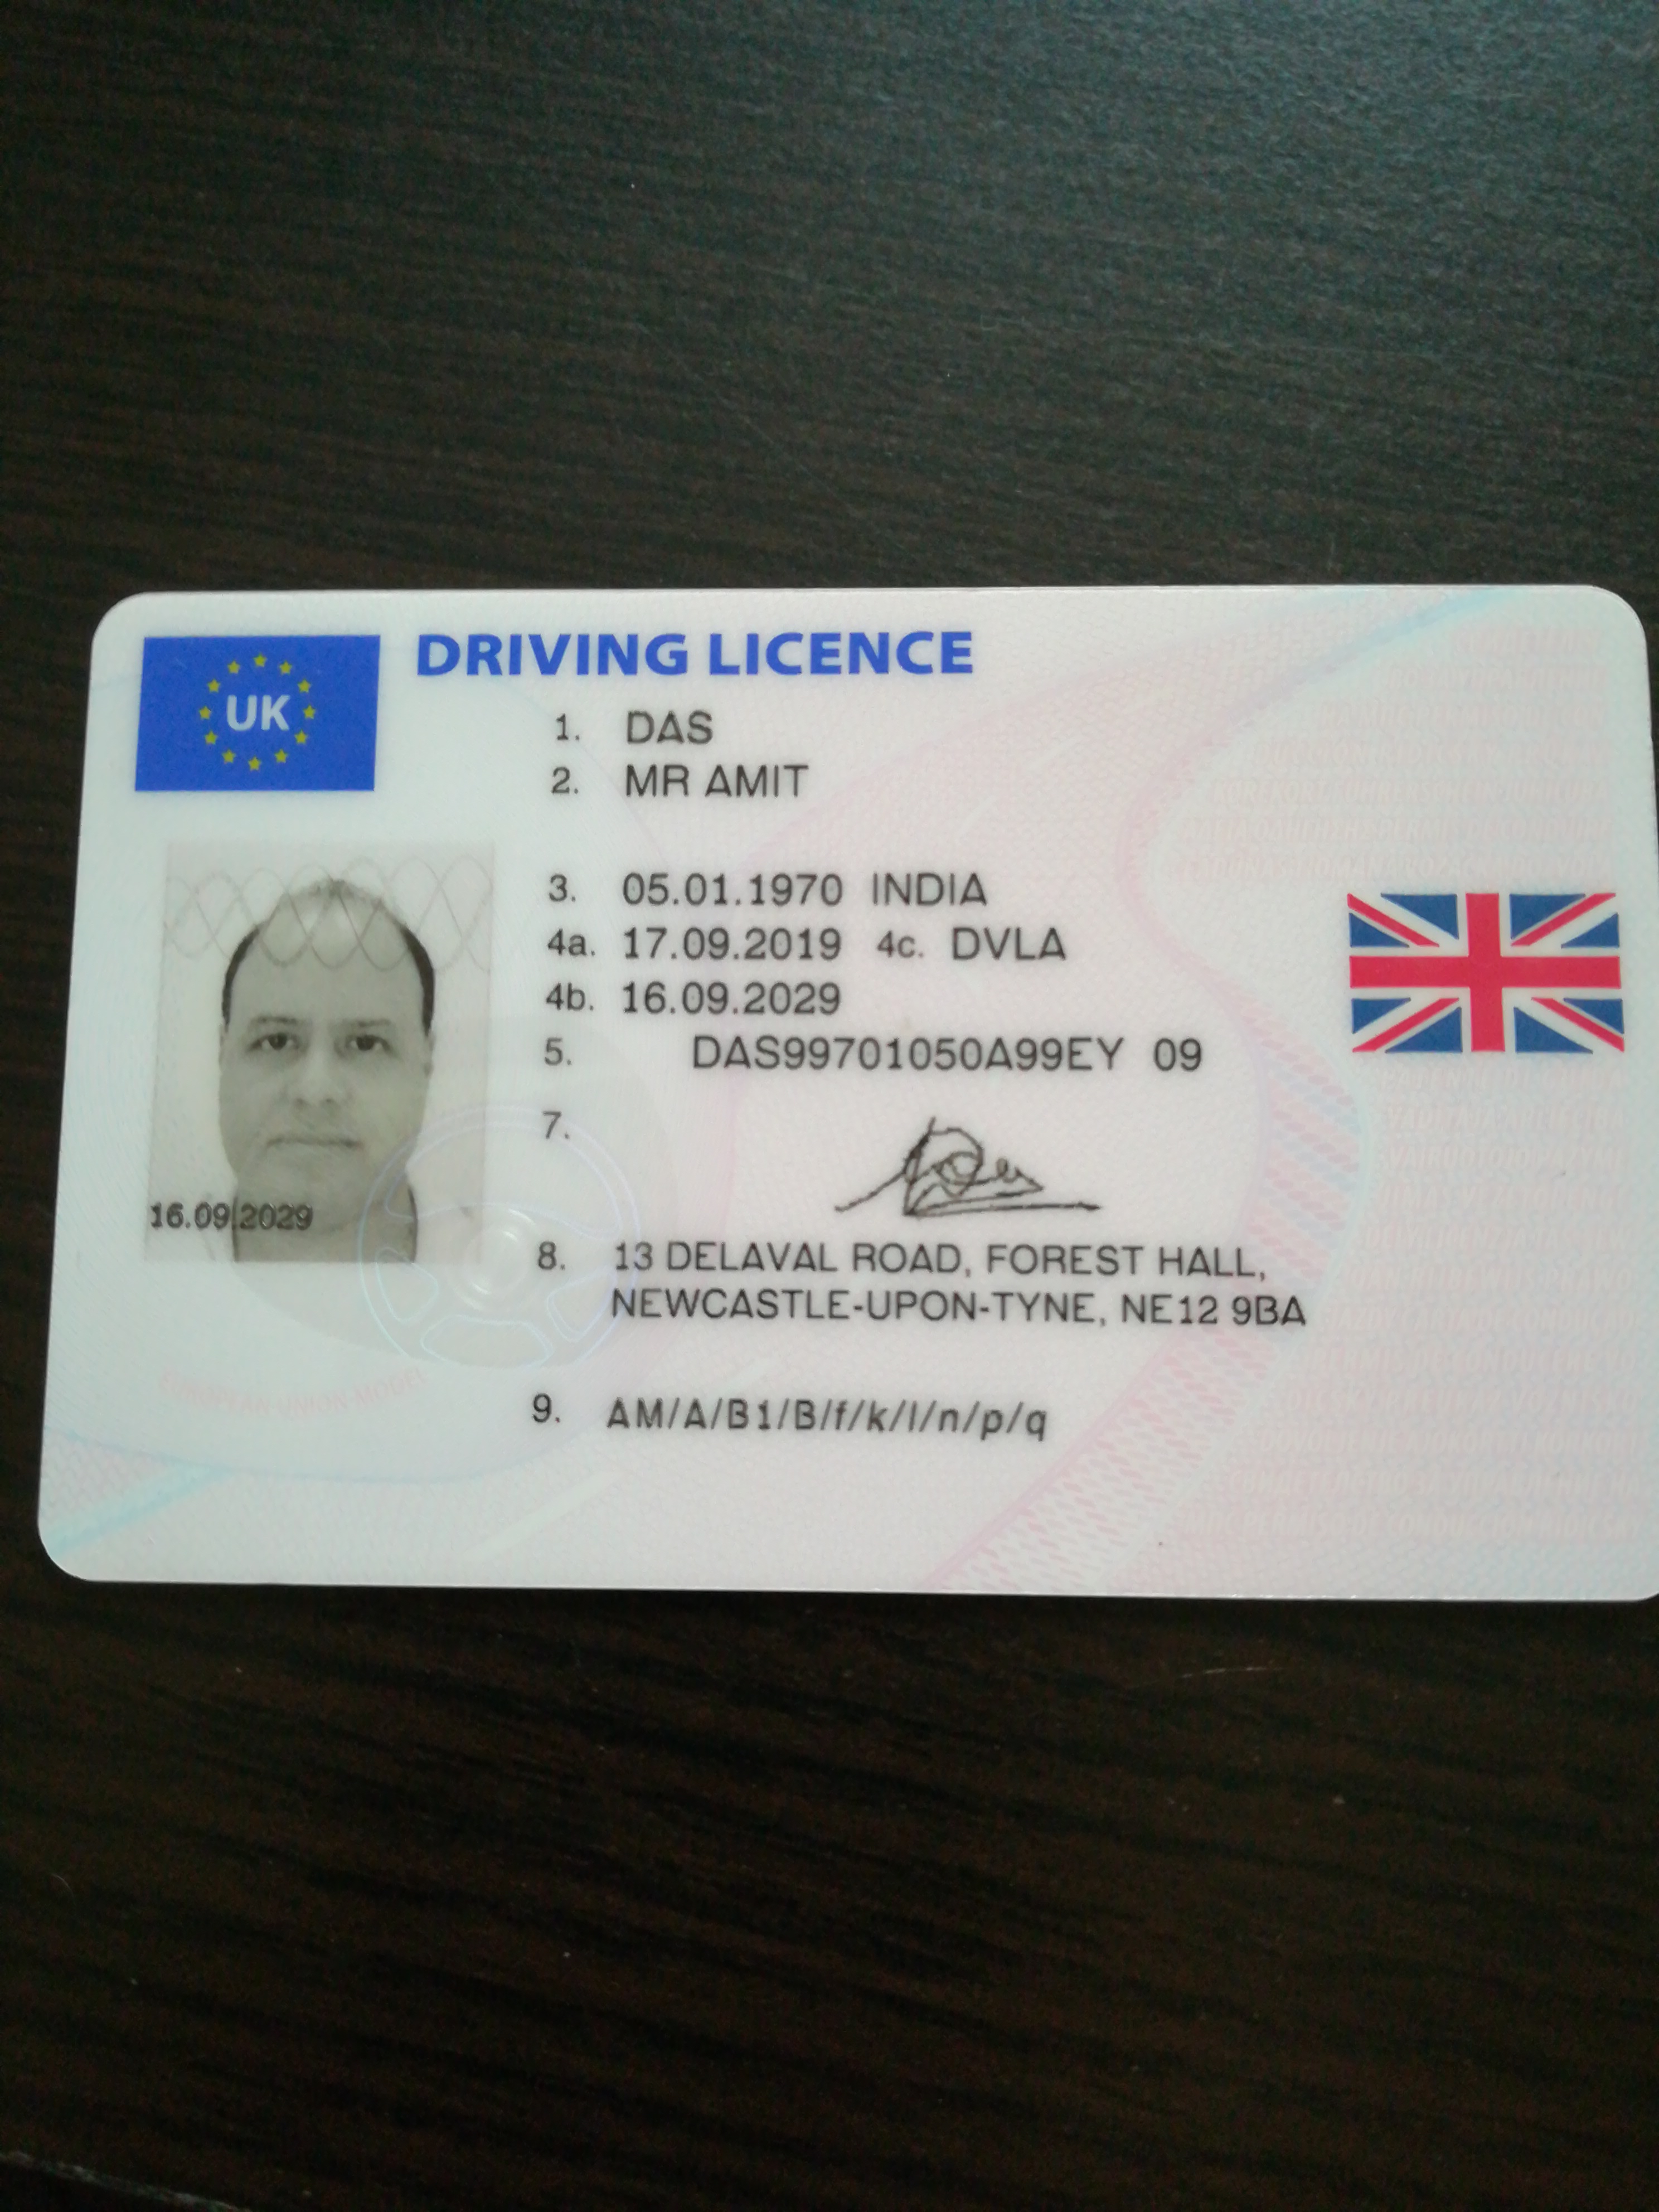 UK
DRIVING LICENCE
1. DAS
2. MR AMIT
3. 05.01.1970 INDIA
4a. 17.09.2019 4c. DVLA
4b. 16.09.2029
5. DAS99701050A99EY 09
7.
16.09.2029
8. 13 DELAVAL ROAD, FOREST HALL,
NEWCASTLE-UPON-TYNE, NE12 9BA
EUROPEAN UNION MODEL
9. AM/A/B1/B/f/k/l/n/p/q